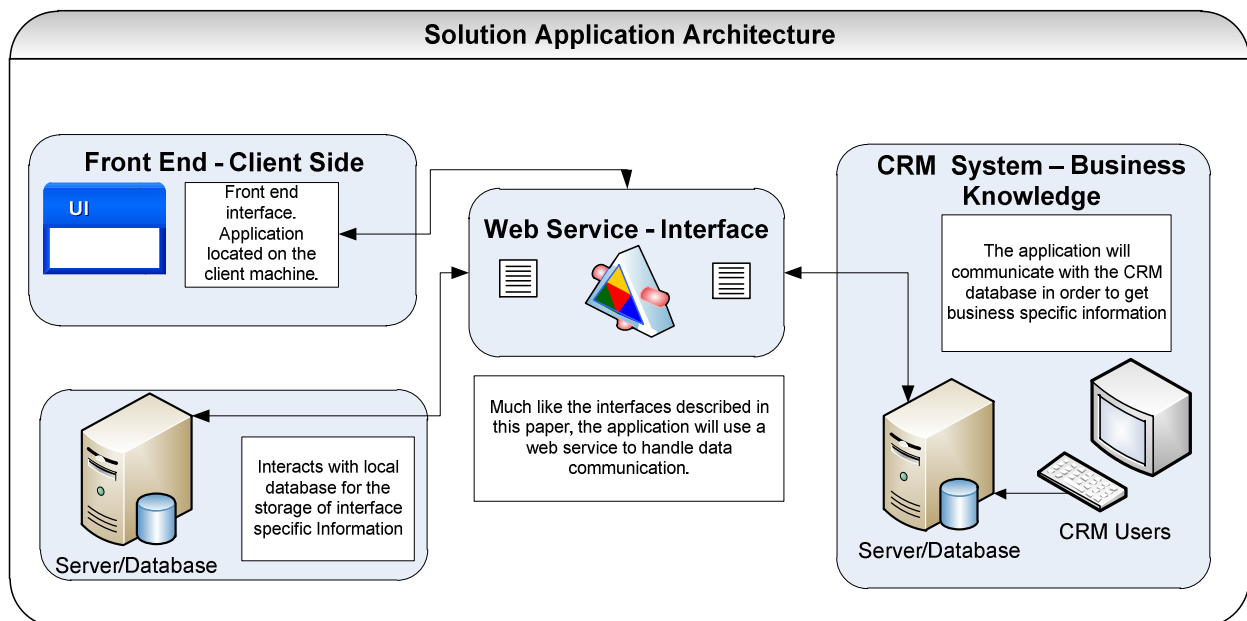 Solution Application Architecture
Front End - Client Side
UI
Front end
interface.
Application
located on the
client machine.
Web Service - Interface
CRM System – Business
Knowledge
The application will
communicate with the CRM
database in order to get
business specific information
Much like the interfaces described in
this paper, the application will use a
web service to handle data
communication.
Interacts with local
database for the
storage of interface
specific Information
Server/Database
Server/Database
CRM Users